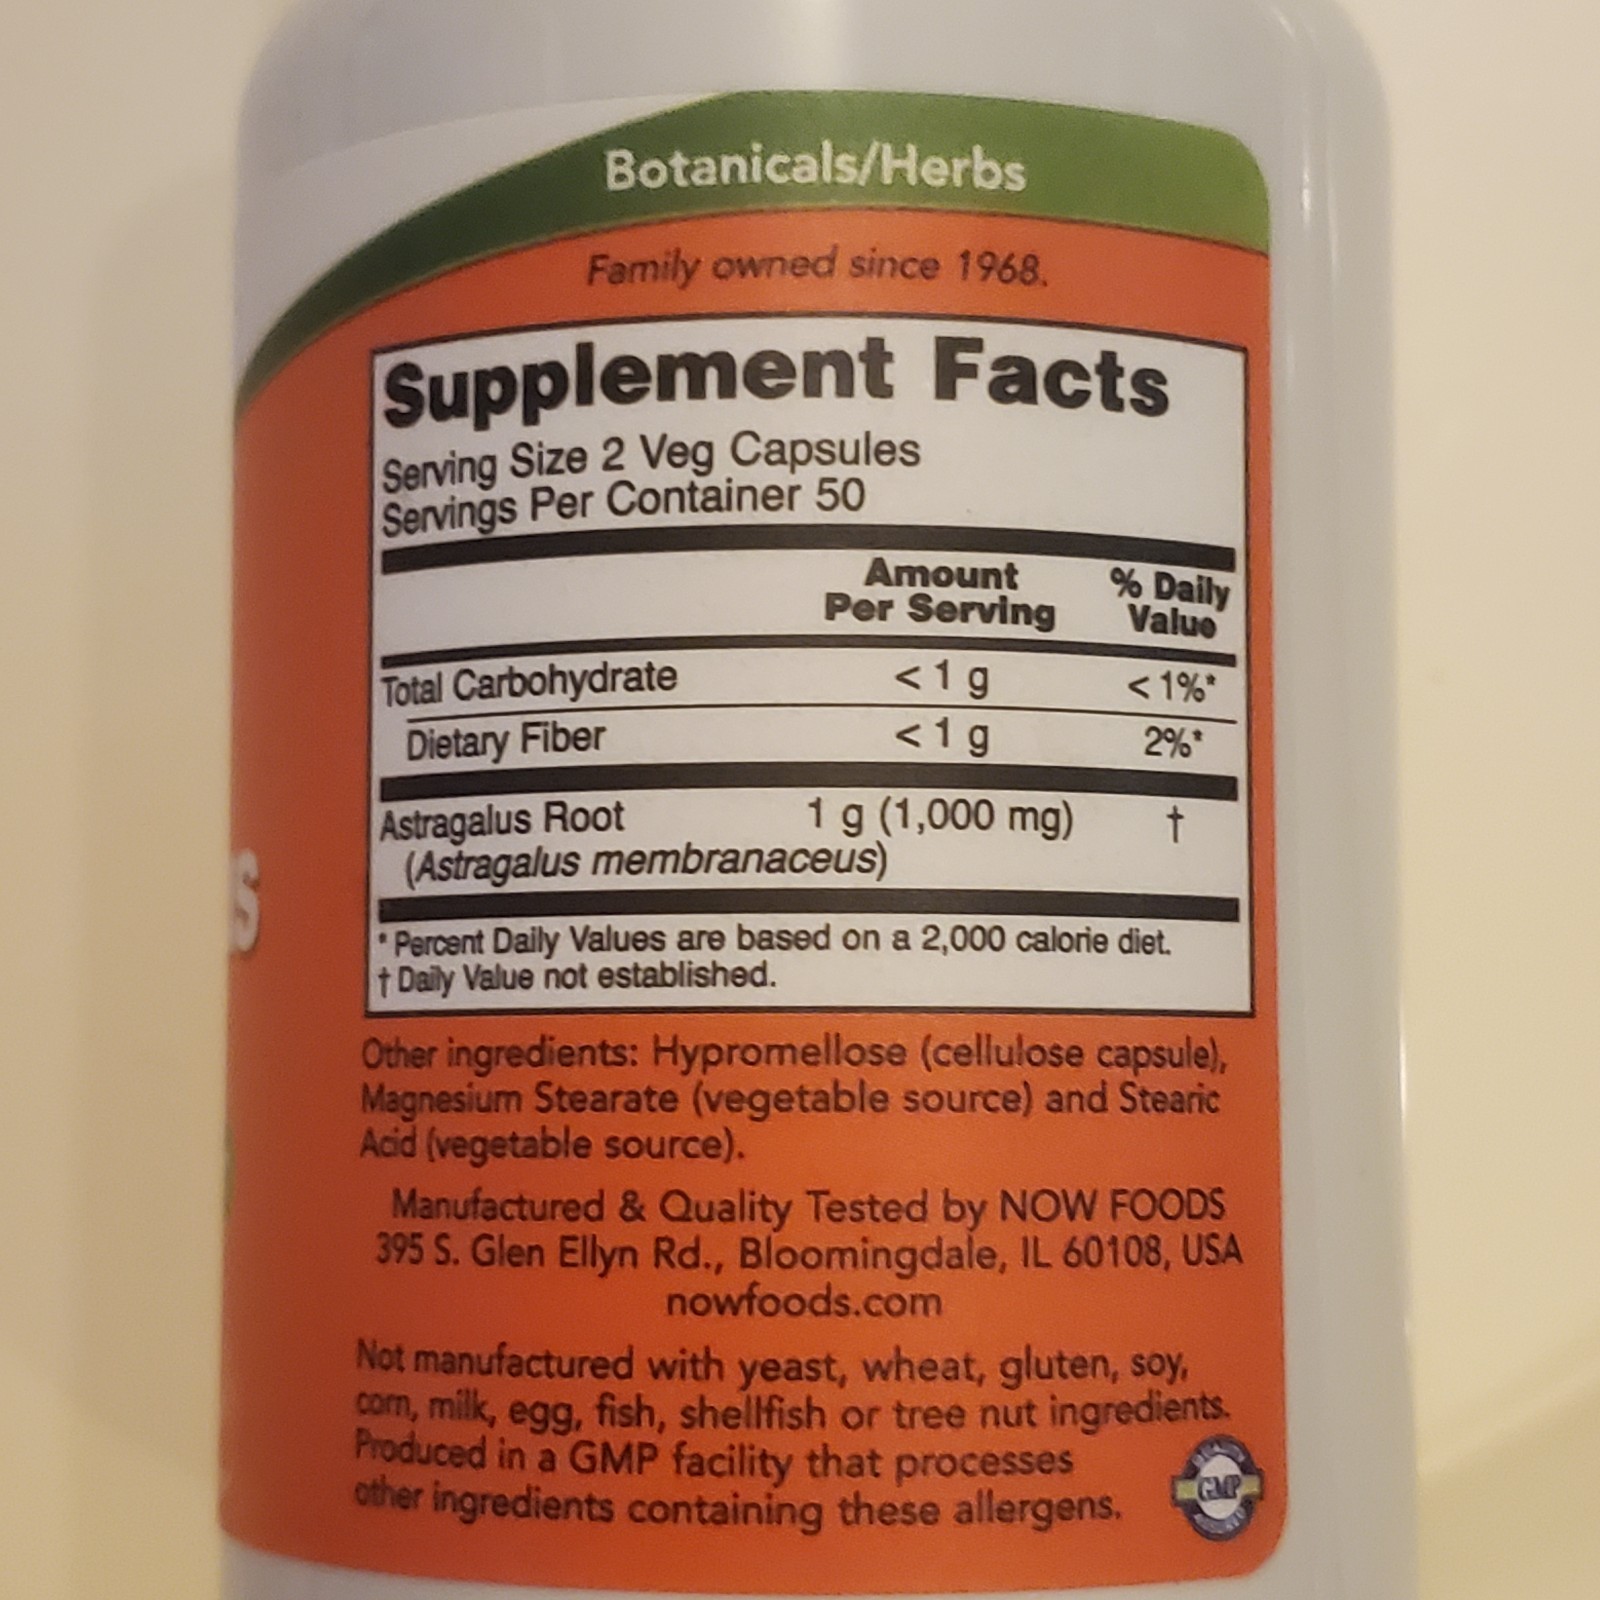 Botanicals/Herbs
Family owned since 1968.
Supplement Facts
Serving Size 2 Veg Capsules
Servings Per Container 50
Amount Per Serving % Daily Value
Total Carbohydrate < 1 g < 1%*
Dietary Fiber < 1 g 2%*
Astragalus Root 1 g (1,000 mg) †
(Astragalus membranaceus)
* Percent Daily Values are based on a 2,000 calorie diet.
† Daily Value not established.
Other ingredients: Hypromellose (cellulose capsule),
Magnesium Stearate (vegetable source) and Stearic
Acid (vegetable source).
Manufactured & Quality Tested by NOW FOODS
395 S. Glen Ellyn Rd., Bloomingdale, IL 60108, USA
nowfoods.com
Not manufactured with yeast, wheat, gluten, soy,
corn, milk, egg, fish, shellfish or tree nut ingredients.
Produced in a GMP facility that processes
other ingredients containing these allergens.
GMP